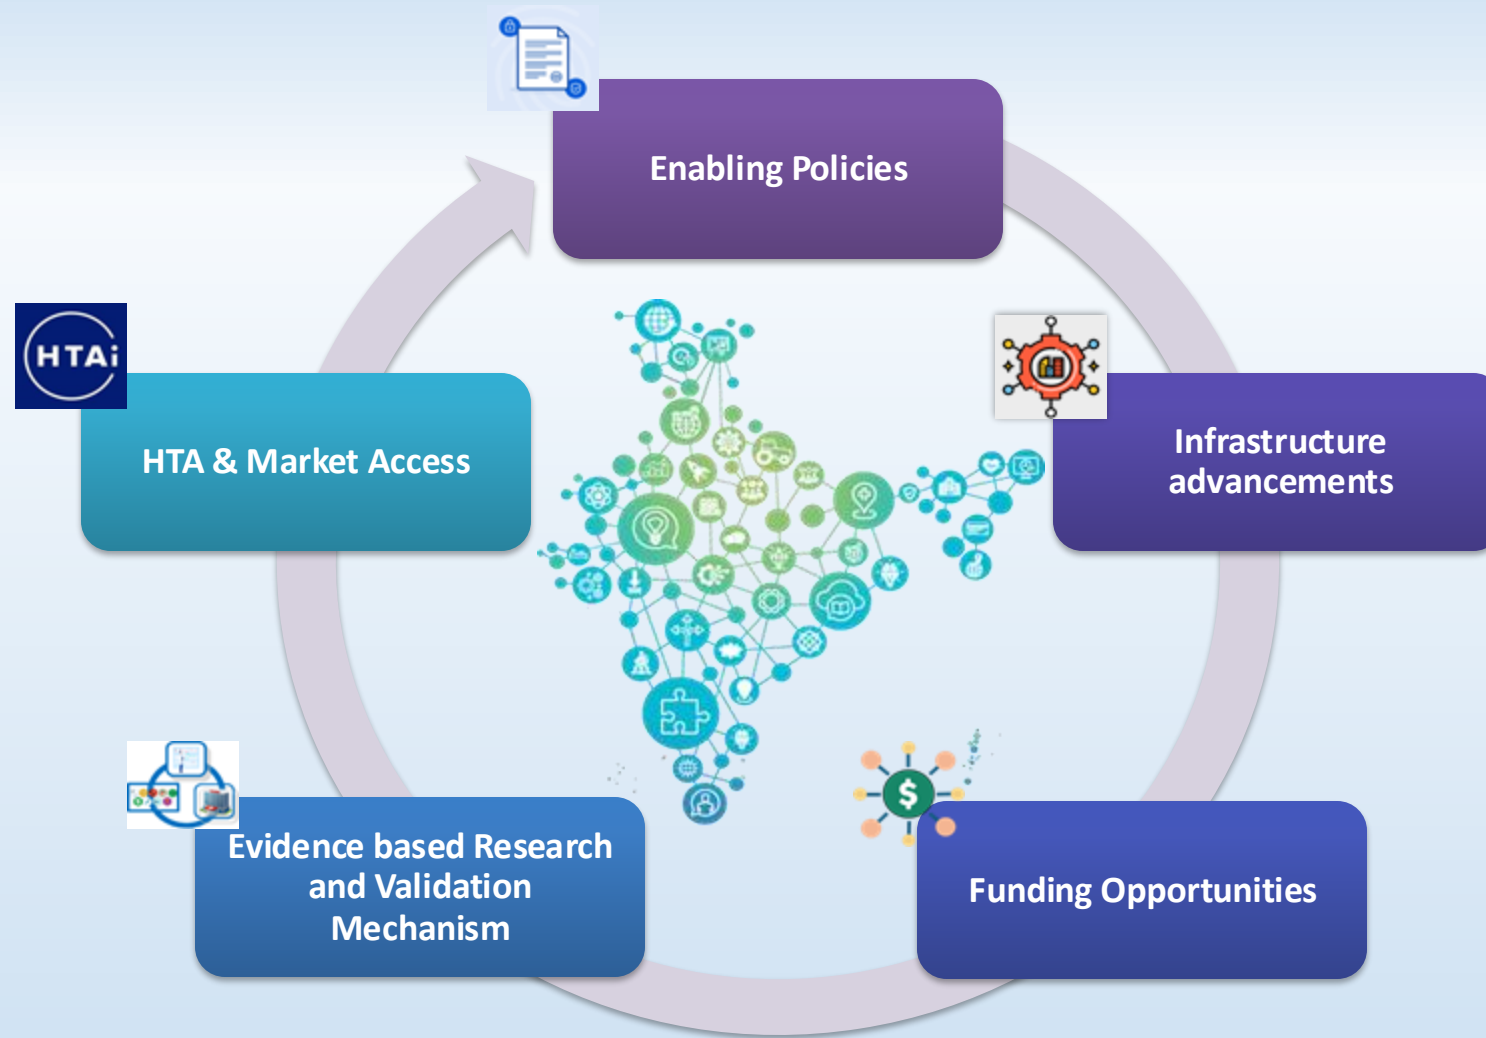 Enabling Policies
HTAi
HTA & Market Access
Infrastructure
advancements
$
Evidence based Research
and Validation
Mechanism
Funding Opportunities